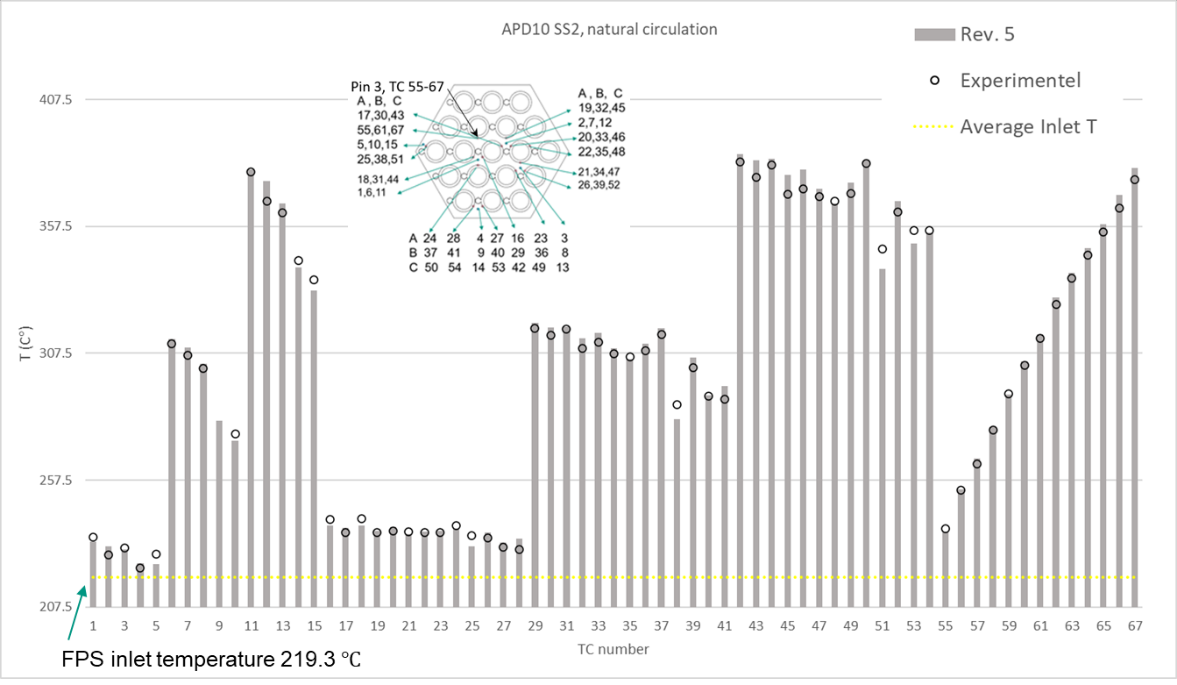 APD10 SS2, natural circulation
Rev. 5
Experimentel
Average Inlet T
Pin 3, TC 55-67
A , B, C
17,30,43
55,61,67
5,10,15
25,38,51
18,31,44
1,6,11
A , B, C
19,32,45
2,7,12
20,33,46
22,35,48
21,34,47
26,39,52
A 24 28 4 27 16 23 3
B 37 41 9 40 29 36 8
C 50 54 14 53 42 49 13
T (C°)
407.5
357.5
307.5
257.5
207.5
1 3 5 7 9 11 13 15 17 19 21 23 25 27 29 31 33 35 37 39 41 43 45 47 49 51 53 55 57 59 61 63 65 67
TC number
FPS inlet temperature 219.3 °C